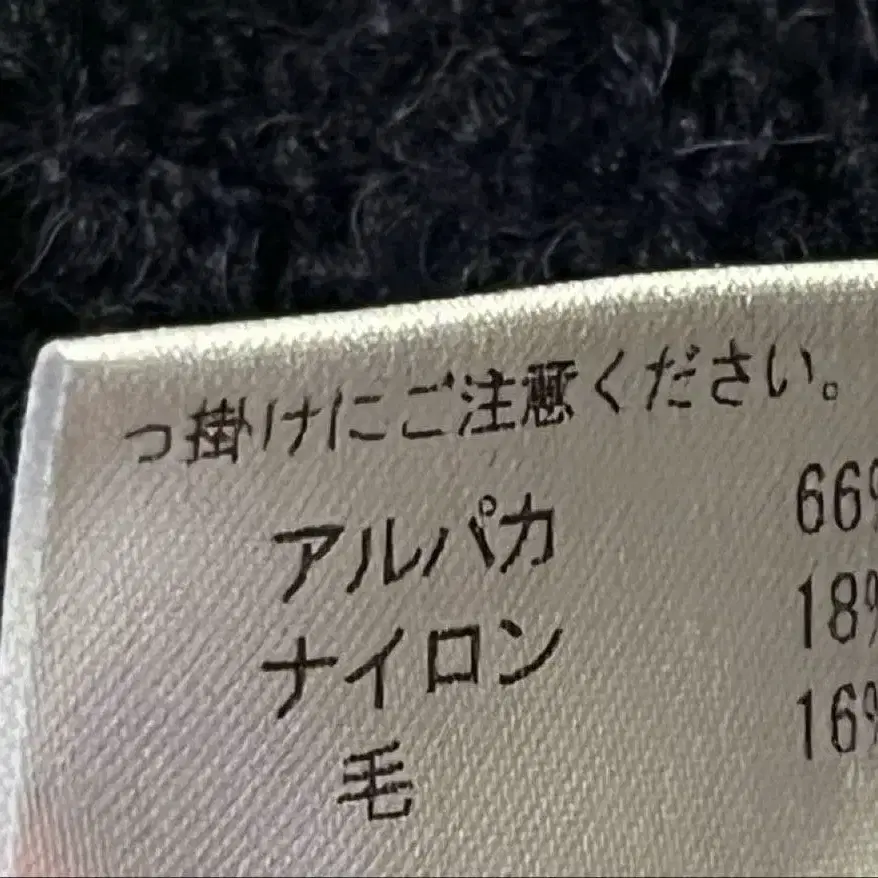 っ掛けにご注意ください。
アルパカ 66%
ナイロン 18%
毛 16%